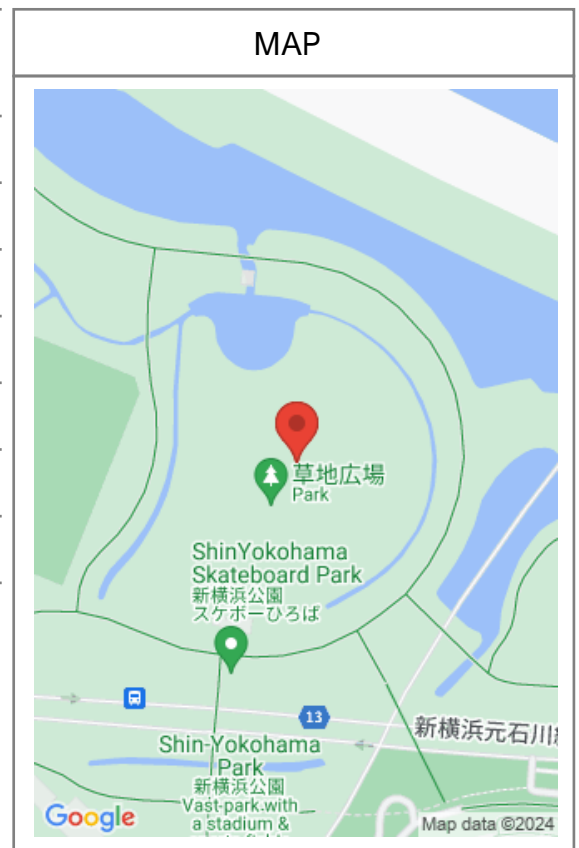 MAP
草地広場
Park
ShinYokohama
Skateboard Park
新横浜公園
スケボーひろば
13
新横浜元石川
Shin-Yokohama
Park
新横浜公園
Vast park with
a stadium &
Google
Map data ©2024